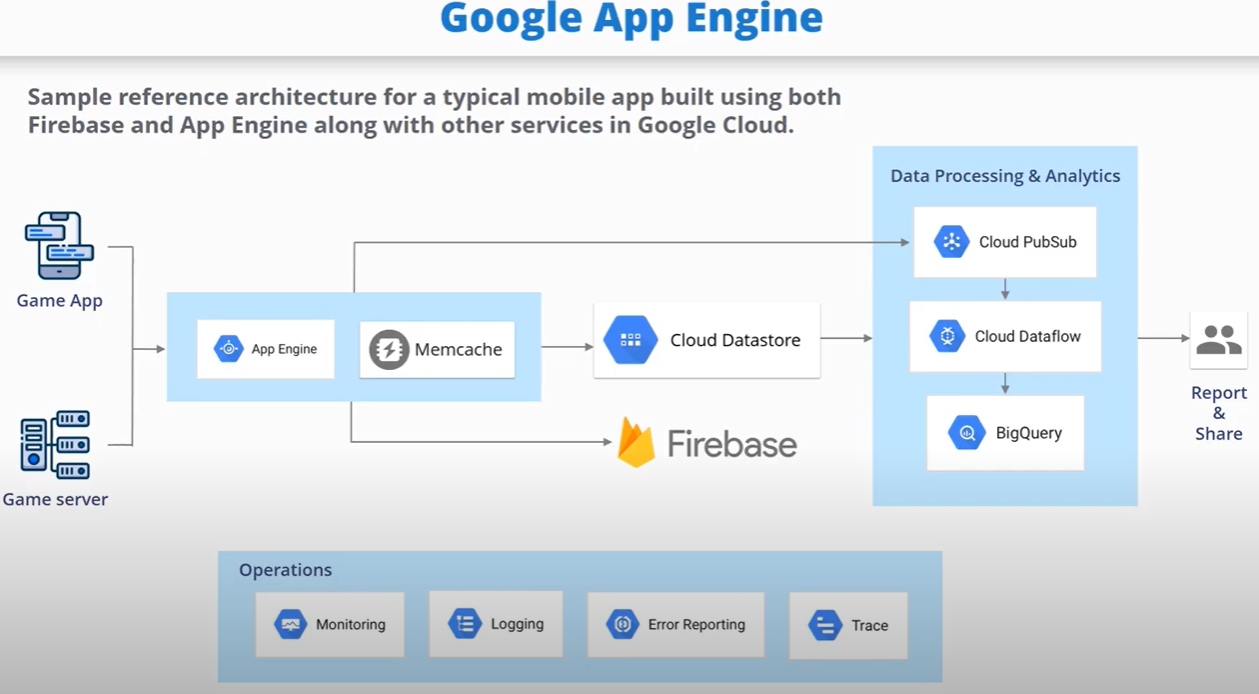 Google App Engine
Sample reference architecture for a typical mobile app built using both
Firebase and App Engine along with other services in Google Cloud.
Data Processing & Analytics
Game App
Cloud PubSub
App Engine
Memcache
Cloud Datastore
Cloud Dataflow
Report
&
Share
Firebase
BigQuery
Game server
Operations
Monitoring
Logging
Error Reporting
Trace